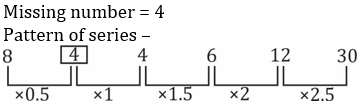 Missing number = 4
Pattern of series –
8 4 4 6 12 30
×0.5 ×1 ×1.5 ×2 ×2.5